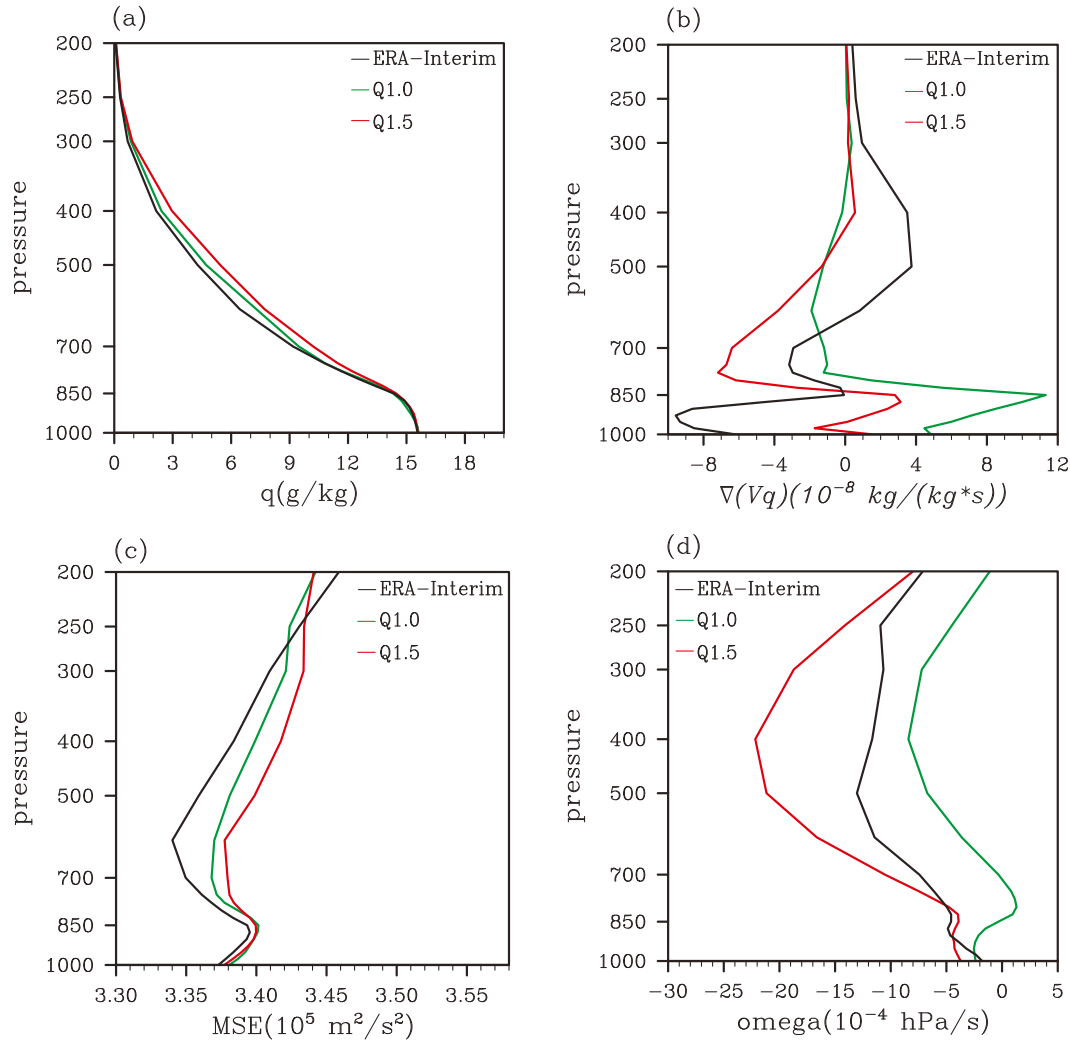 (a)
200
250
300
400
500
700
850
1000
pressure
0 3 6 9 12 15 18
q(g/kg)
ERA-Interim
Q1.0
Q1.5
(b)
200
250
300
400
500
700
850
1000
pressure
-8 -4 0 4 8 12
∇(Vq)(10⁻⁸ kg/(kg*s))
ERA-Interim
Q1.0
Q1.5
(c)
200
250
300
400
500
700
850
1000
pressure
3.30 3.35 3.40 3.45 3.50 3.55
MSE(10⁵ m²/s²)
ERA-Interim
Q1.0
Q1.5
(d)
200
250
300
400
500
700
850
1000
pressure
-30 -25 -20 -15 -10 -5 0 5
omega(10⁻⁴ hPa/s)
ERA-Interim
Q1.0
Q1.5